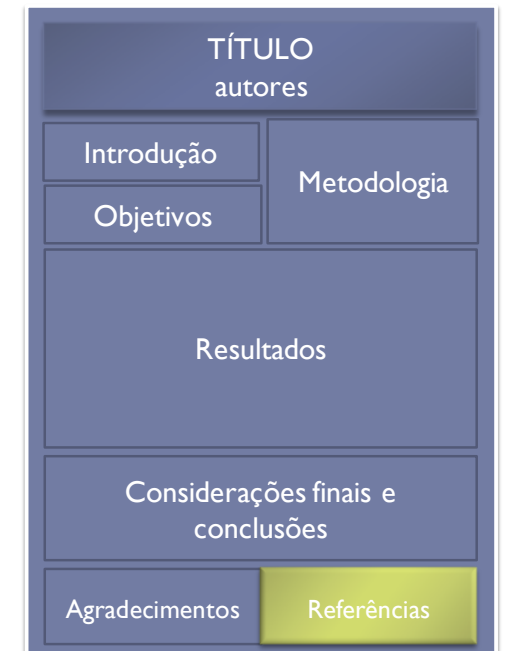 TÍTULO
autores
Introdução
Metodologia
Objetivos
Resultados
Considerações finais e
conclusões
Agradecimentos
Referências